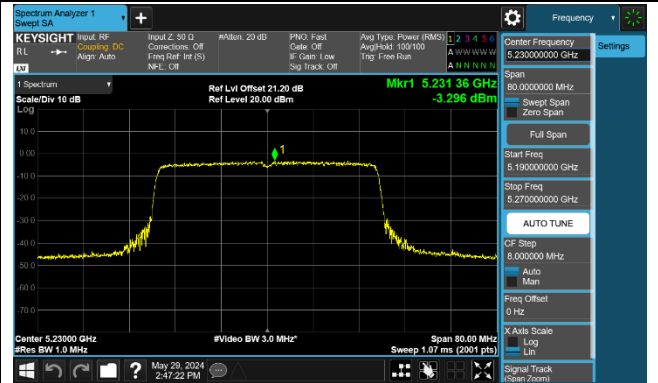 Spectrum Analyzer 1
Swept SA
Frequency
KEYSIGHT
RL
LXI
Input: RF
Coupling: DC
Align: Auto
Input Z: 50 Ω
Corrections: Off
Freq Ref: Int (S)
NFE: Off
#Atten: 20 dB
PNO: Fast
Gate: Off
IF Gain: Low
Sig Track: Off
Avg Type: Power (RMS)
Avg|Hold: 100/100
Trig: Free Run
1 2 3 4 5 6
A W W W W W
A N N N N N
1 Spectrum
Scale/Div 10 dB
Log
Ref Lvl Offset 21.20 dB
Ref Level 20.00 dBm
Mkr1 5.231 36 GHz
-3.296 dBm
1
10.0
0.00
-10.0
-20.0
-30.0
-40.0
-50.0
-60.0
-70.0
Center 5.23000 GHz
#Res BW 1.0 MHz
#Video BW 3.0 MHz*
Span 80.00 MHz
Sweep 1.07 ms (2001 pts)
Center Frequency
5.230000000 GHz
Settings
Span
80.0000000 MHz
Swept Span
Zero Span
Full Span
Start Freq
5.190000000 GHz
Stop Freq
5.270000000 GHz
AUTO TUNE
CF Step
8.000000 MHz
Auto
Man
Freq Offset
0 Hz
X Axis Scale
Log
Lin
Signal Track
(Span Zoom)
May 29, 2024
2:47:22 PM